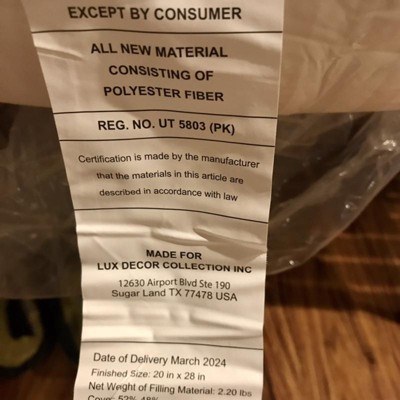 EXCEPT BY CONSUMER
ALL NEW MATERIAL
CONSISTING OF
POLYESTER FIBER
REG. NO. UT 5803 (PK)
Certification is made by the manufacturer
that the materials in this article are
described in accordance with law
MADE FOR
LUX DECOR COLLECTION INC
12630 Airport Blvd Ste 190
Sugar Land TX 77478 USA
Date of Delivery March 2024
Finished Size: 20 in x 28 in
Net Weight of Filling Material: 2.20 lbs
Cover: 52% 48%